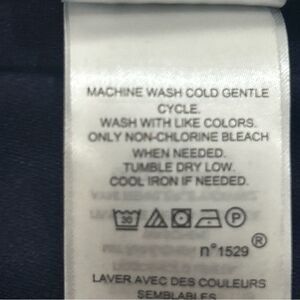 MACHINE WASH COLD GENTLE
CYCLE.
WASH WITH LIKE COLORS.
ONLY NON-CHLORINE BLEACH
WHEN NEEDED.
TUMBLE DRY LOW.
COOL IRON IF NEEDED.
30 P
n°1529 ®
LAVER AVEC DES COULEURS
SEMBLABLES